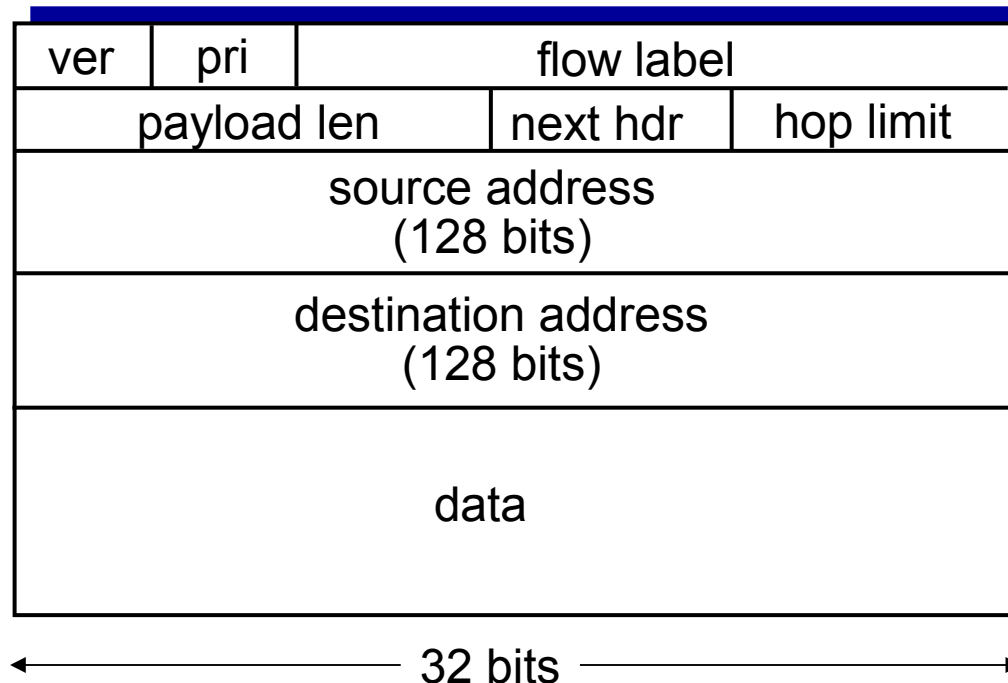 ver pri flow label
payload len next hdr hop limit
source address
(128 bits)
destination address
(128 bits)
data
32 bits